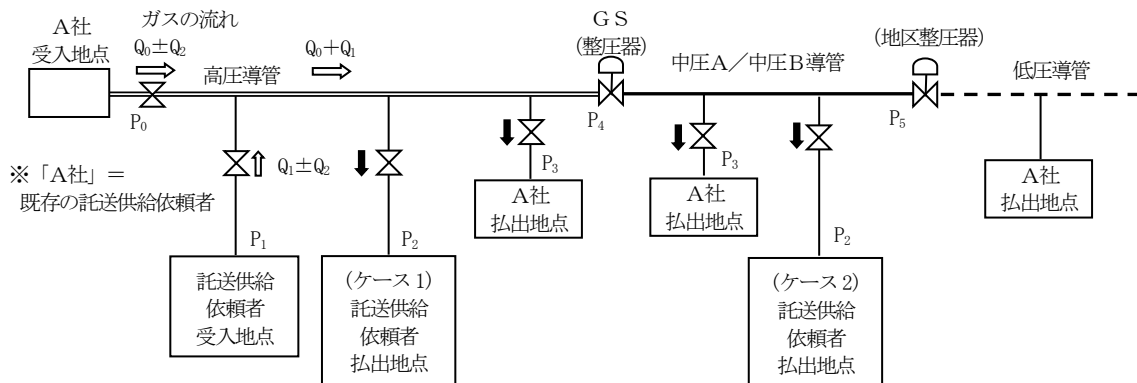 A社
受入地点
ガスの流れ
Q₀±Q₂
高圧導管
Q₀＋Q₁
GS
(整圧器)
中圧A／中圧B導管
(地区整圧器)
低圧導管
P₀
P₄
P₅
※「A社」＝
既存の託送供給依頼者
Q₁±Q₂
P₃
P₃
A社
払出地点
A社
払出地点
A社
払出地点
P₁
P₂
P₂
託送供給
依頼者
受入地点
(ケース1)
託送供給
依頼者
払出地点
(ケース2)
託送供給
依頼者
払出地点